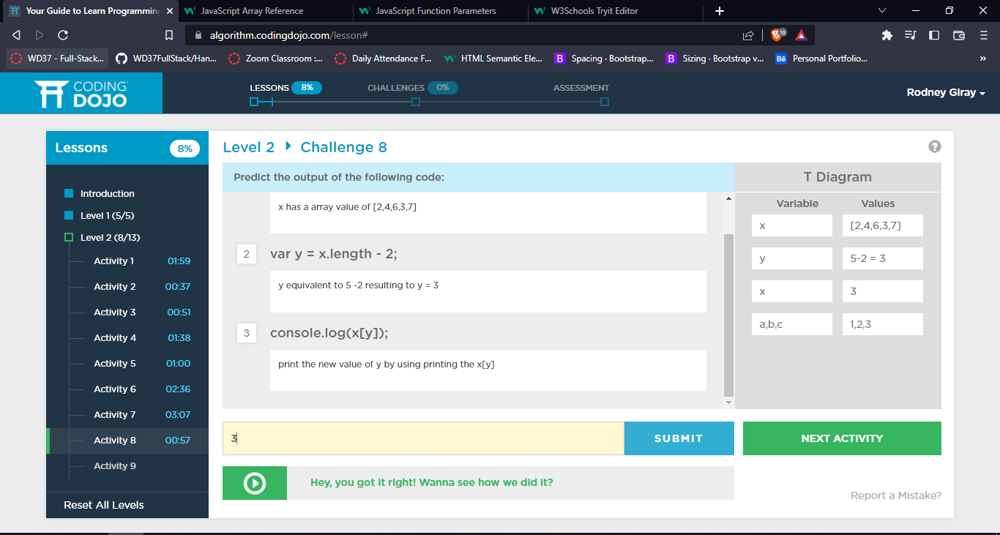 Your Guide to Learn Programming
JavaScript Array Reference
JavaScript Function Parameters
W3Schools Tryit Editor
algorithm.codingdojo.com/lesson#
10
WD37 - Full-Stack...
WD37FullStack/Han...
Zoom Classroom :...
Daily Attendance F...
HTML Semantic Ele...
B Spacing · Bootstrap...
B Sizing · Bootstrap v...
Bē Personal Portfolio...
CODING
DOJO
LESSONS 8%
CHALLENGES 0%
ASSESSMENT
Rodney Giray
Lessons 8%
Introduction
Level 1 (5/5)
Level 2 (8/13)
Activity 1 01:59
Activity 2 00:37
Activity 3 00:51
Activity 4 01:38
Activity 5 01:00
Activity 6 02:36
Activity 7 03:07
Activity 8 00:57
Activity 9
Reset All Levels
Level 2 Challenge 8
?
Predict the output of the following code:
x has a array value of [2,4,6,3,7]
2 var y = x.length - 2;
y equivalent to 5 -2 resulting to y = 3
3 console.log(x[y]);
print the new value of y by using printing the x[y]
T Diagram
Variable Values
x [2,4,6,3,7]
y 5-2 = 3
x 3
a,b,c 1,2,3
3
SUBMIT
NEXT ACTIVITY
Hey, you got it right! Wanna see how we did it?
Report a Mistake?